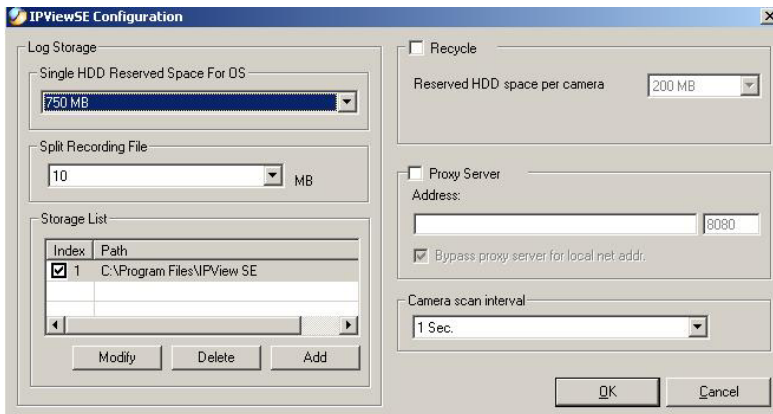 IPViewSE Configuration
Log Storage
Single HDD Reserved Space For OS
750 MB
Split Recording File
10 MB
Storage List
Index Path
1 C:\Program Files\IPView SE
Modify Delete Add
Recycle
Reserved HDD space per camera 200 MB
Proxy Server
Address:
8080
Bypass proxy server for local net addr.
Camera scan interval
1 Sec.
OK Cancel